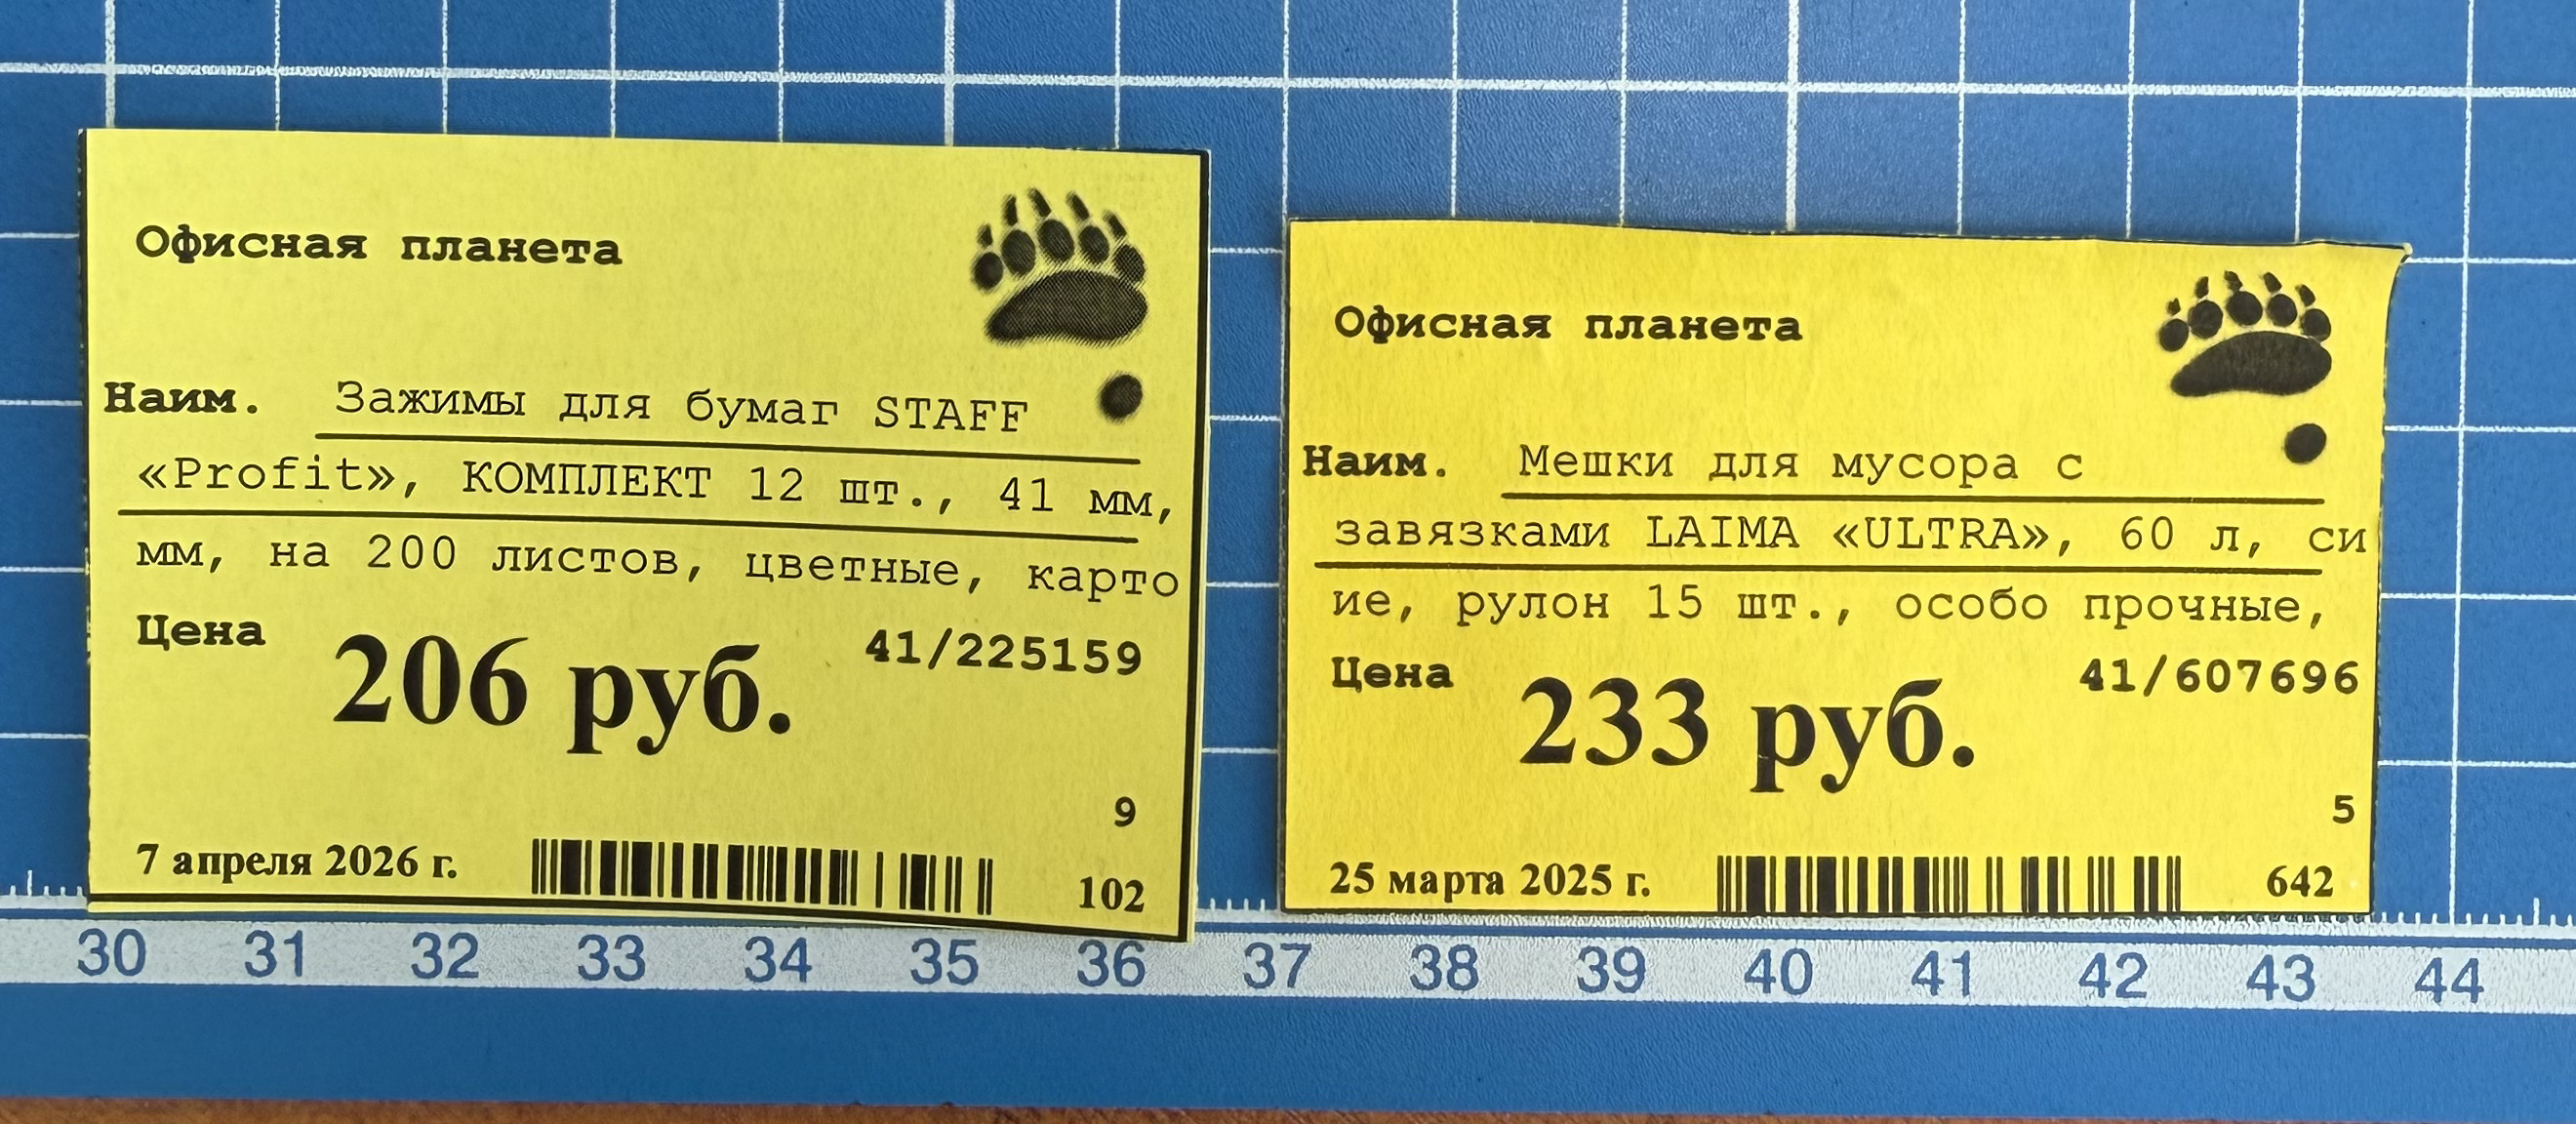 Офисная планета
Наим. Зажимы для бумаг STAFF
«Profit», КОМПЛЕКТ 12 шт., 41 мм,
мм, на 200 листов, цветные, карто
Цена 206 руб. 41/225159
9
7 апреля 2026 г. 102
Офисная планета
Наим. Мешки для мусора с
завязками LAIMA «ULTRA», 60 л, си
ие, рулон 15 шт., особо прочные,
Цена 233 руб. 41/607696
5
25 марта 2025 г. 642
30 31 32 33 34 35 36 37 38 39 40 41 42 43 44